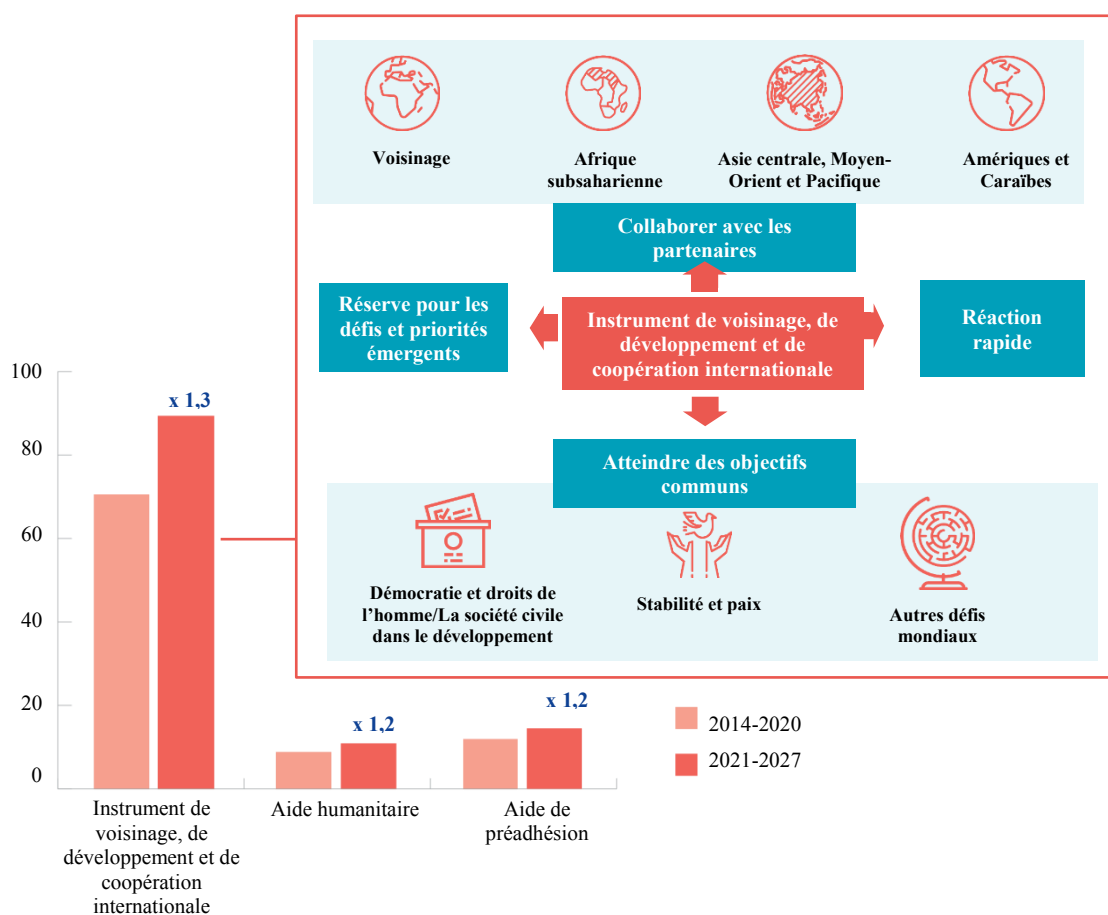 Voisinage
Afrique
subsaharienne
Asie centrale, Moyen-
Orient et Pacifique
Amériques et
Caraïbes
Collaborer avec les
partenaires
Réserve pour les
défis et priorités
émergents
Instrument de voisinage, de
développement et de
coopération internationale
Réaction
rapide
Atteindre des objectifs
communs
Démocratie et droits de
l’homme/La société civile
dans le développement
Stabilité et paix
Autres défis
mondiaux
100
80
60
40
20
0
x 1,3
x 1,2
x 1,2
2014-2020
2021-2027
Instrument de
voisinage, de
développement et de
coopération
internationale
Aide humanitaire
Aide de
préadhésion